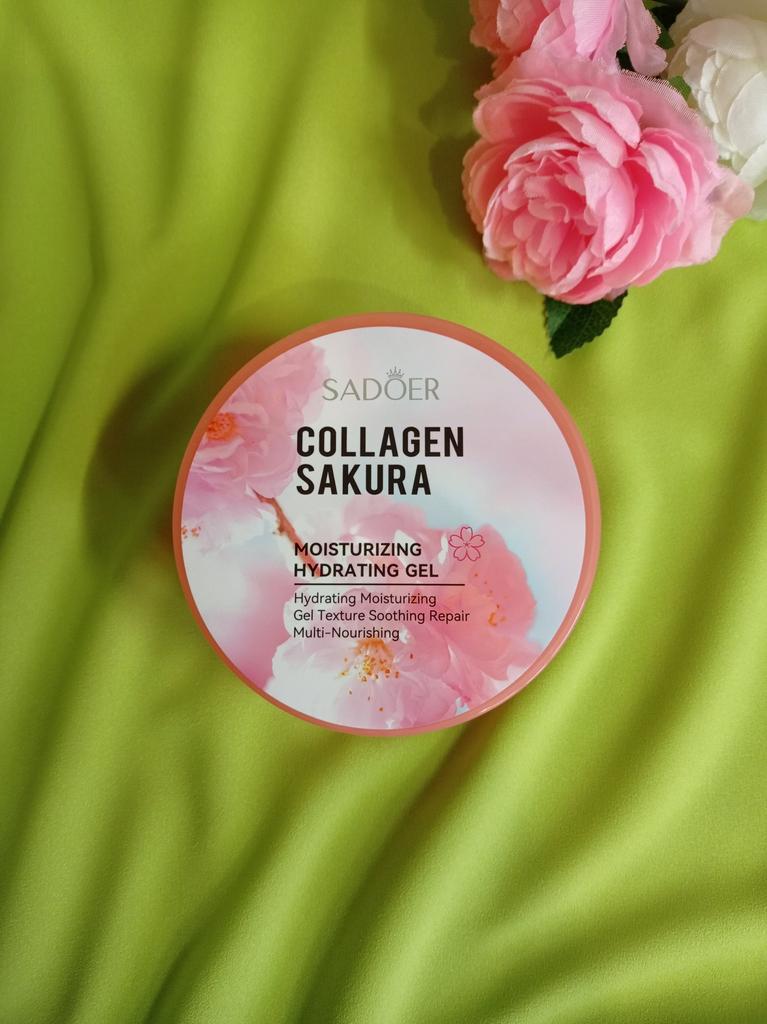 SADOER
COLLAGEN
SAKURA
MOISTURIZING
HYDRATING GEL
Hydrating Moisturizing
Gel Texture Soothing Repair
Multi-Nourishing